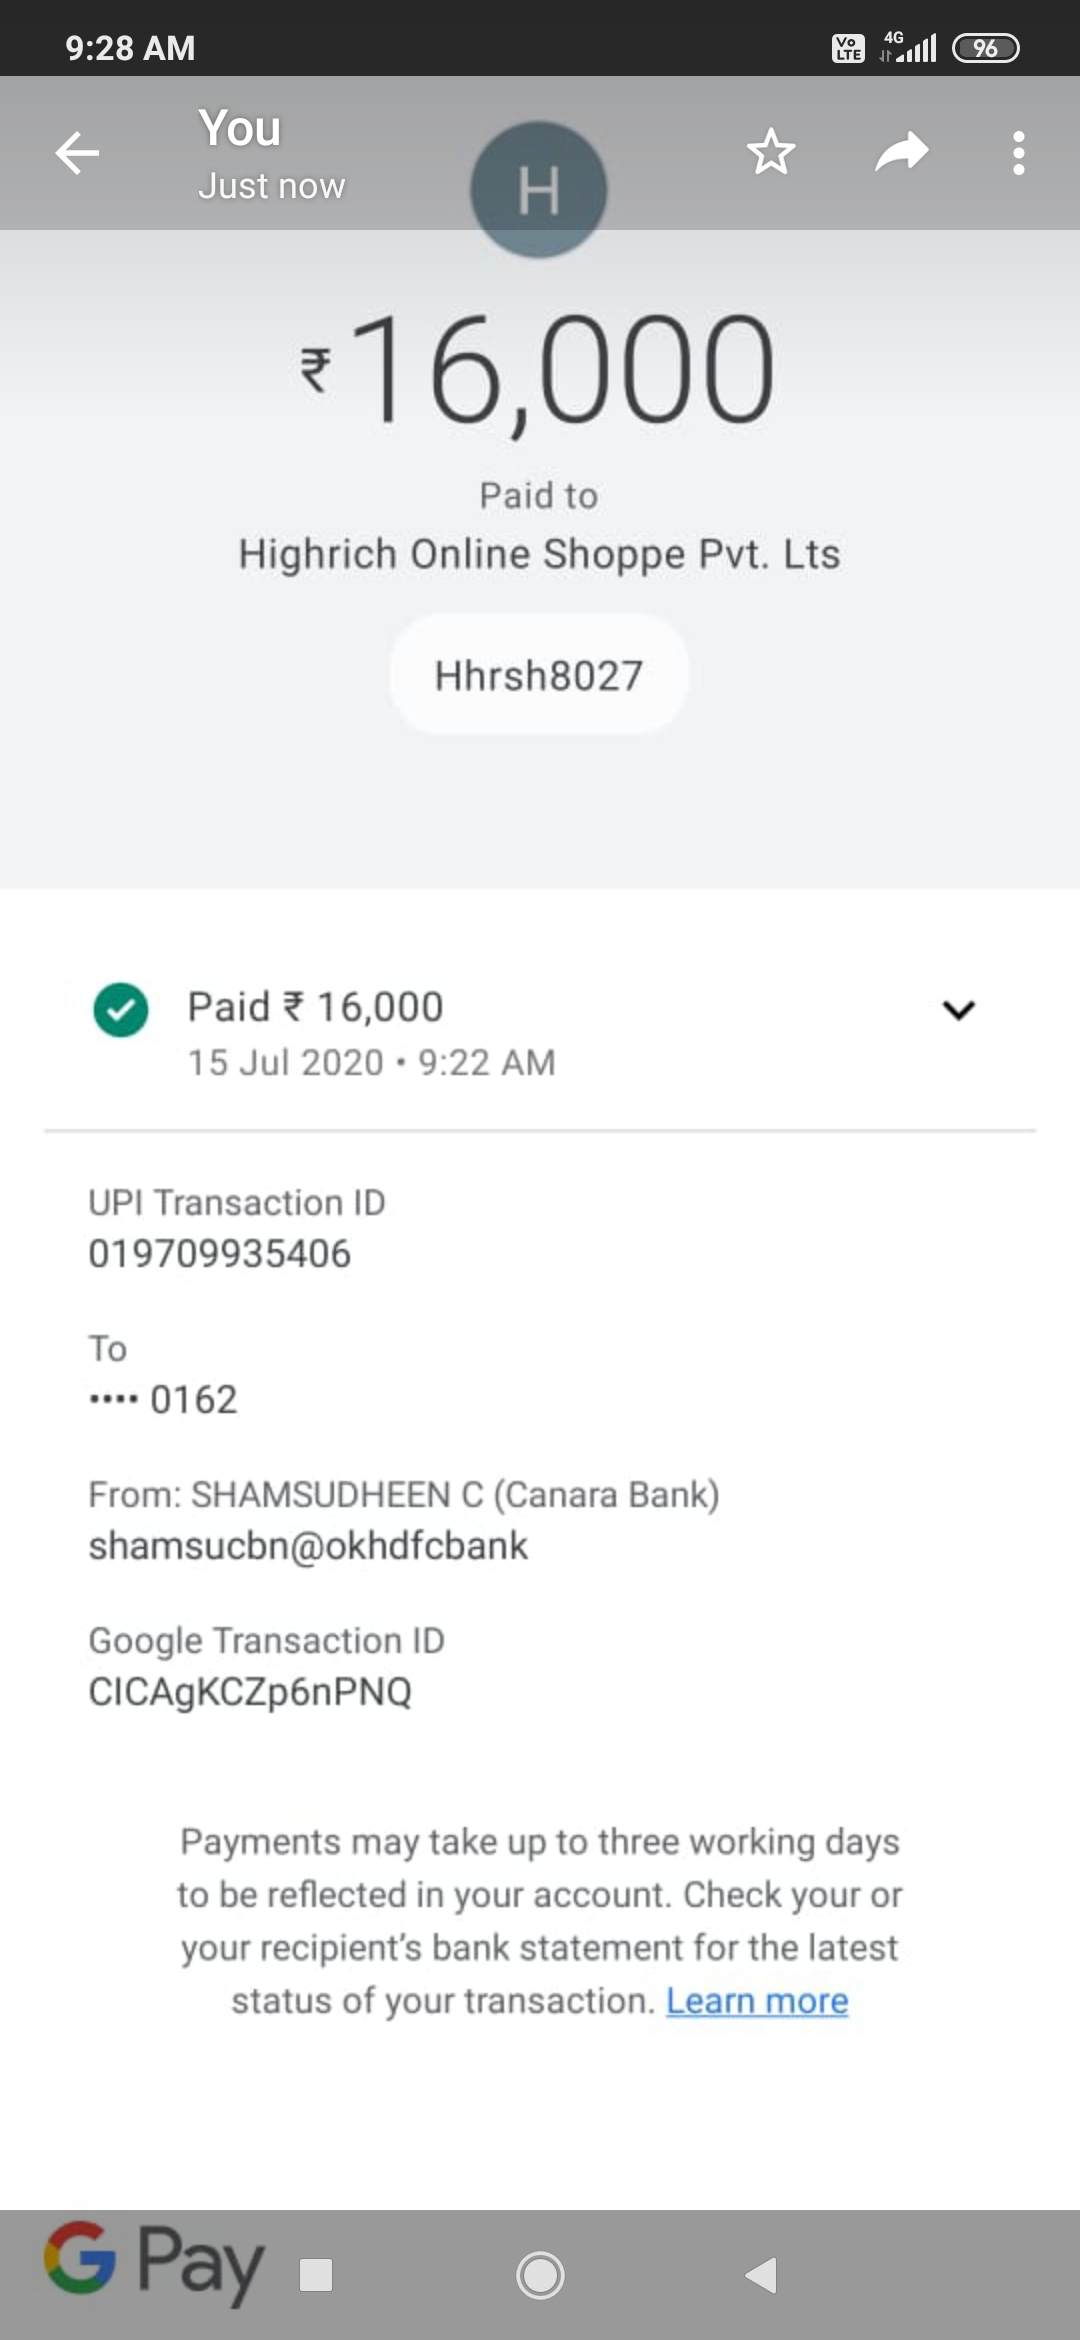 9:28 AM
Vo LTE 4G 96
You
Just now
H
₹16,000
Paid to
Highrich Online Shoppe Pvt. Lts
Hhrsh8027
Paid ₹ 16,000
15 Jul 2020 • 9:22 AM
UPI Transaction ID
019709935406
To
•••• 0162
From: SHAMSUDHEEN C (Canara Bank)
shamsucbn@okhdfcbank
Google Transaction ID
CICAgKCZp6nPNQ
Payments may take up to three working days
to be reflected in your account. Check your or
your recipient's bank statement for the latest
status of your transaction. Learn more
G Pay